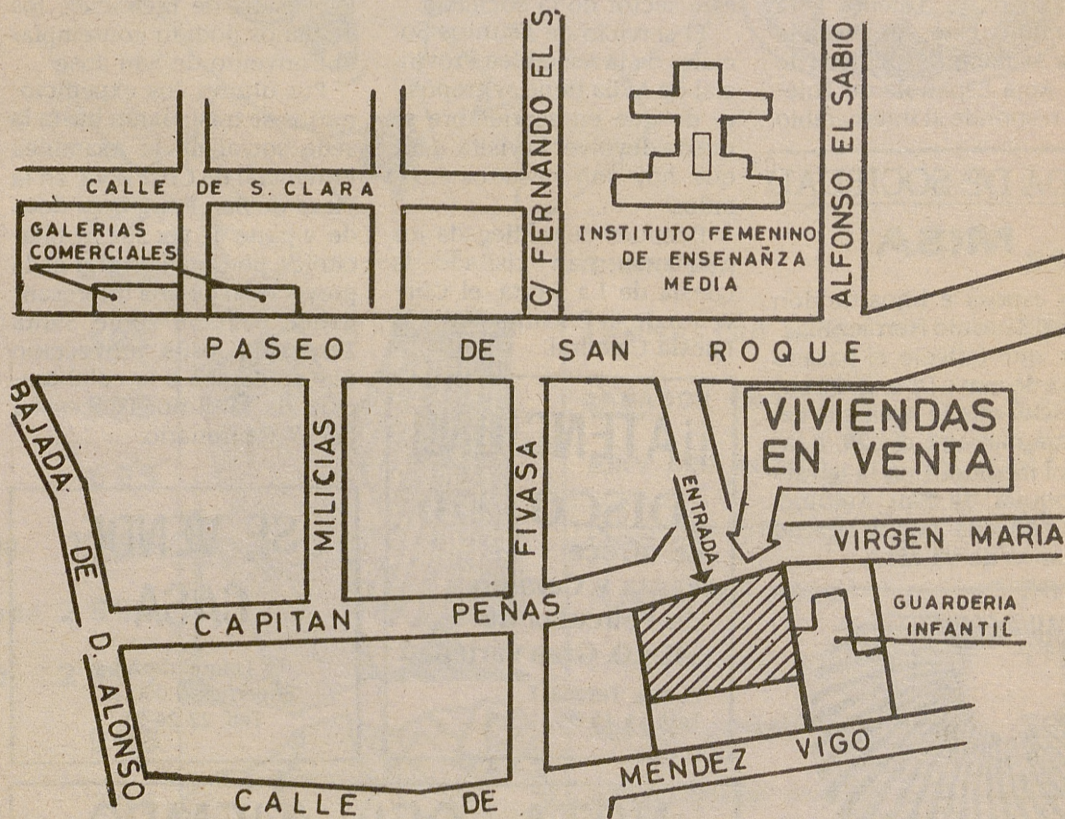 C/ FERNANDO EL S.
ALFONSO EL SABIO
CALLE DE S. CLARA
GALERIAS
COMERCIALES
INSTITUTO FEMENINO
DE ENSENAÑZA
MEDIA
PASEO DE SAN ROQUE
BAJADA DE D. ALONSO
MILICIAS
FIVASA
ENTRADA
VIVIENDAS
EN VENTA
VIRGEN MARIA
CAPITAN PEÑAS
GUARDERIA
INFANTIL
MENDEZ VIGO
CALLE DE